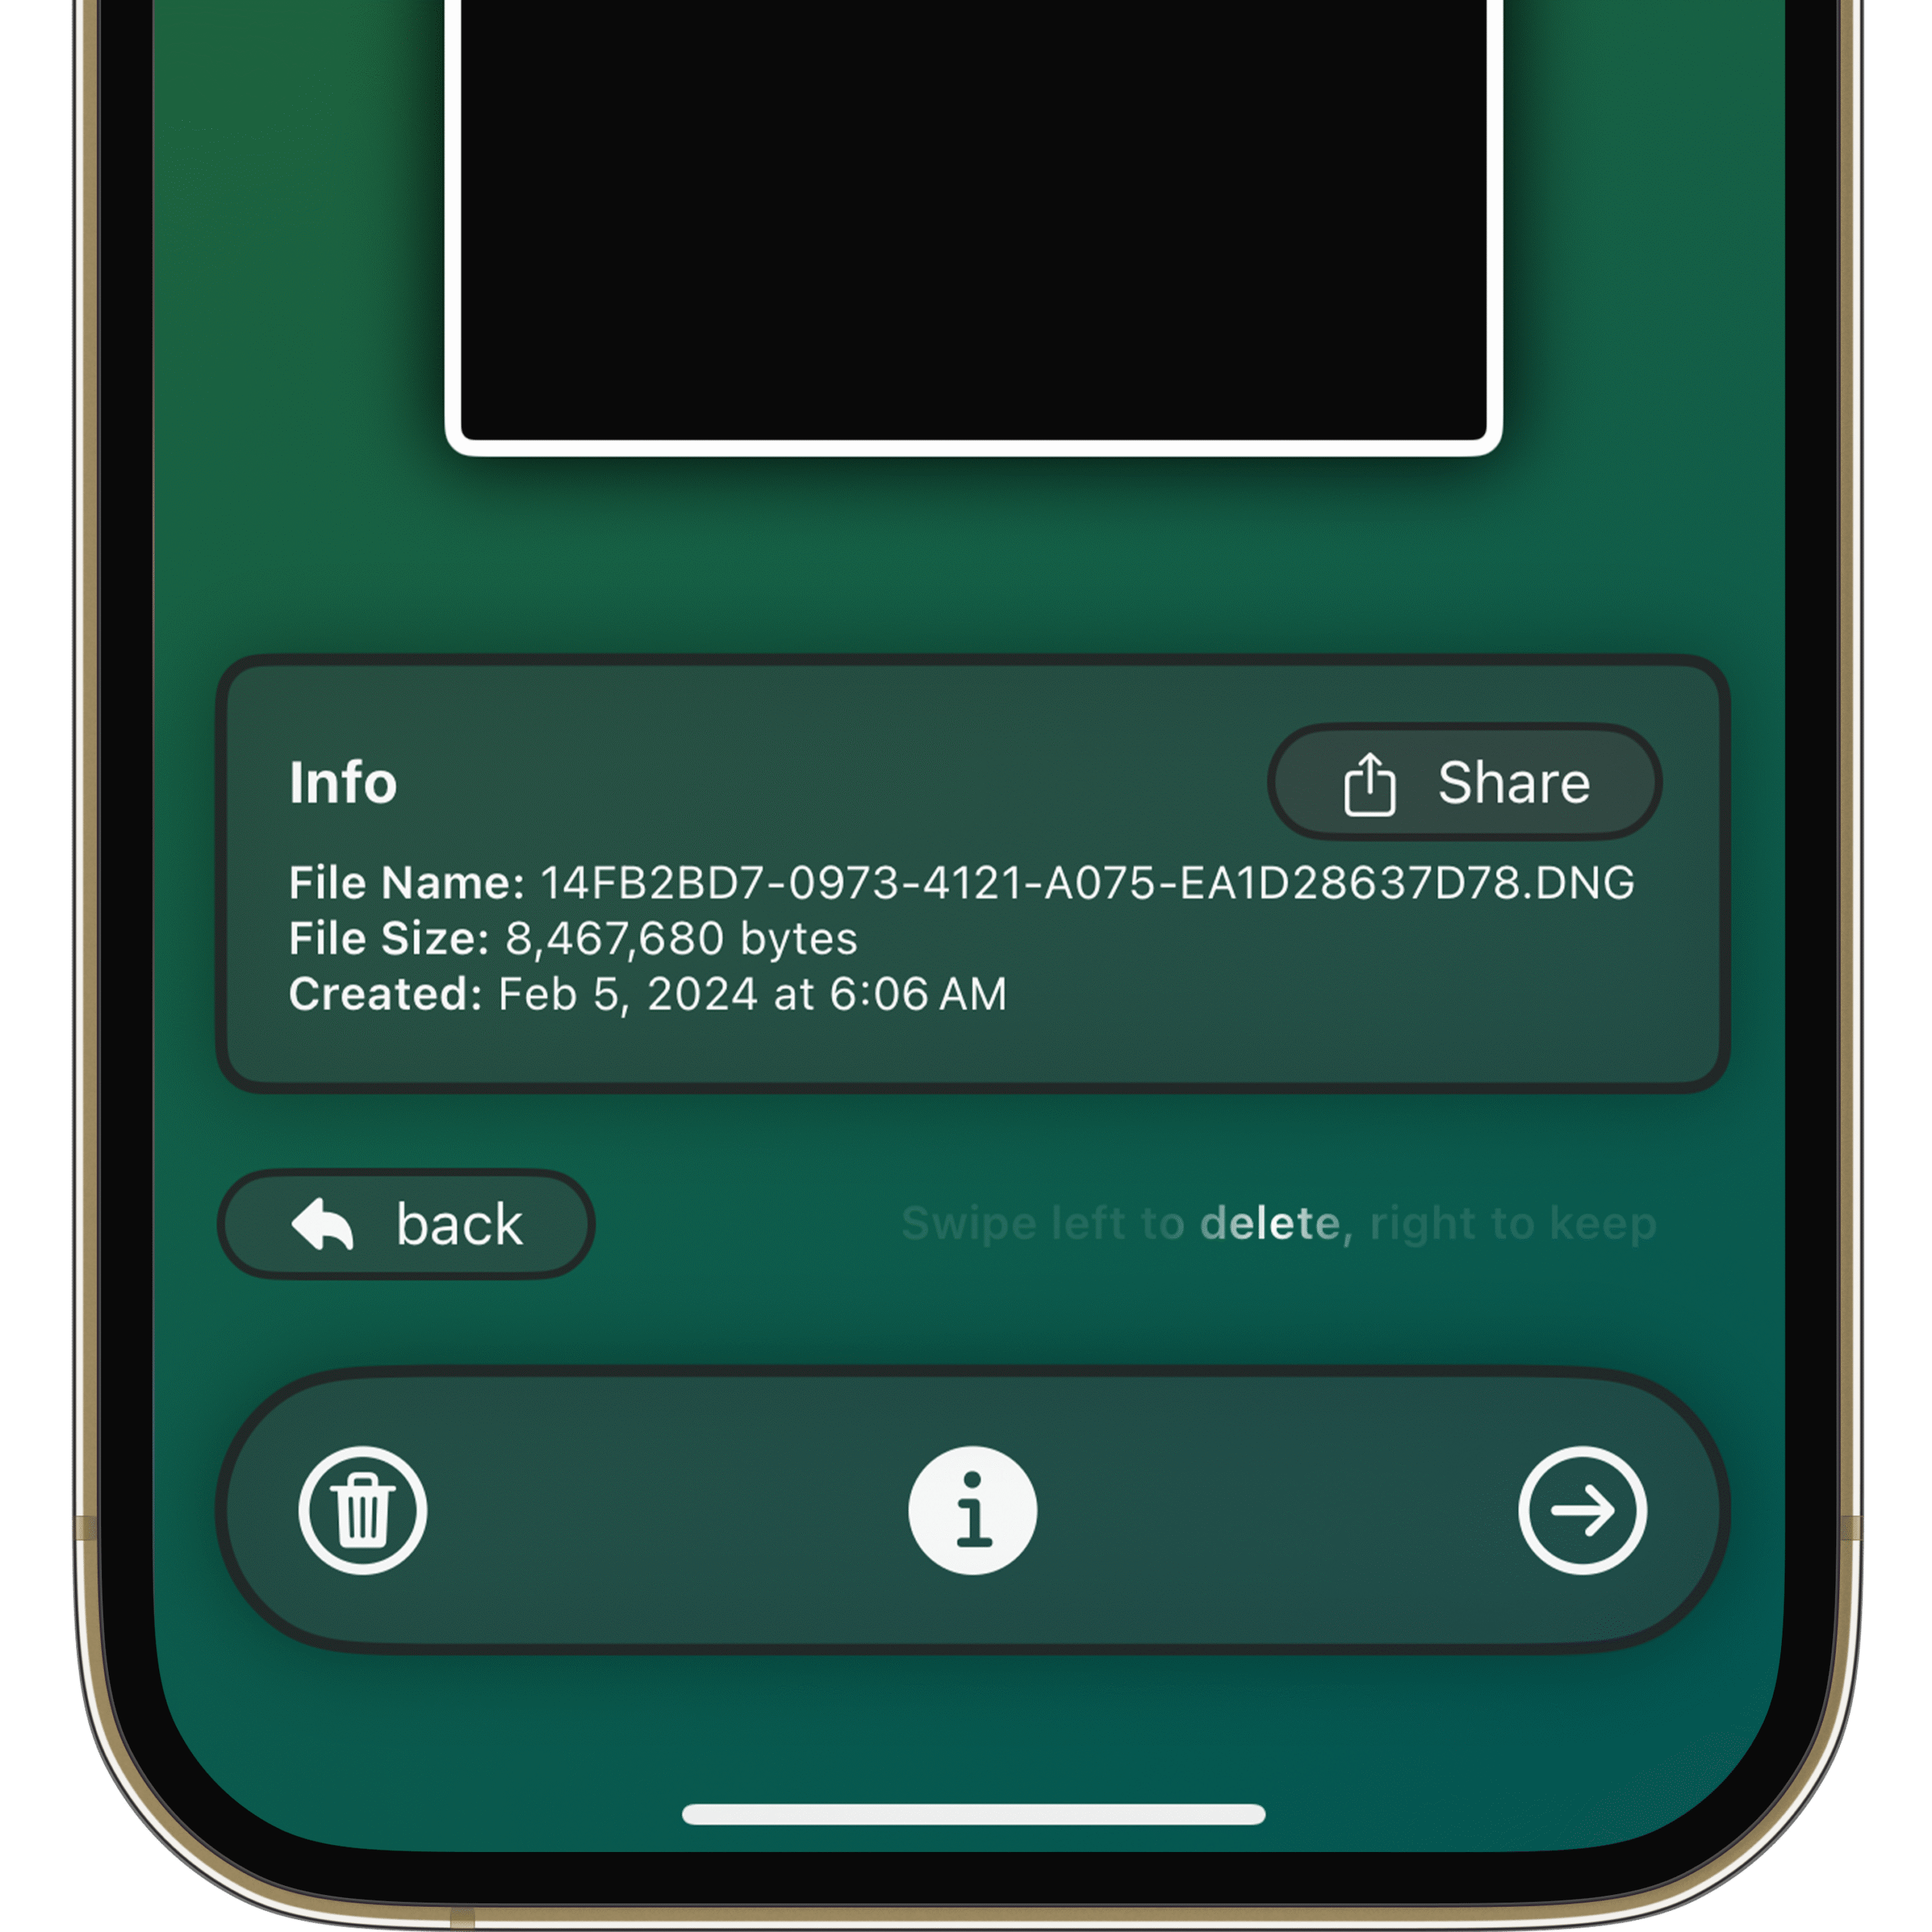 Info
Share
File Name: 14FB2BD7-0973-4121-A075-EA1D28637D78.DNG
File Size: 8,467,680 bytes
Created: Feb 5, 2024 at 6:06 AM
back
Swipe left to delete, right to keep